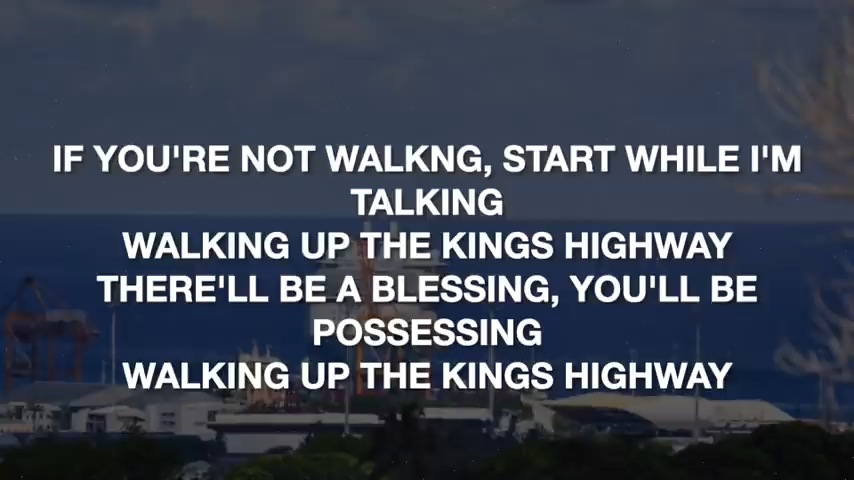 IF YOU'RE NOT WALKNG, START WHILE I'M
TALKING
WALKING UP THE KINGS HIGHWAY
THERE'LL BE A BLESSING, YOU'LL BE
POSSESSING
WALKING UP THE KINGS HIGHWAY